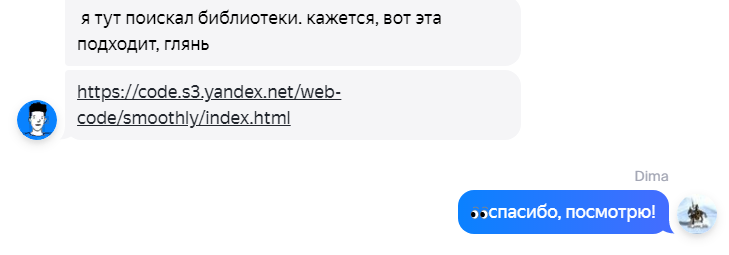 я тут поискал библиотеки. кажется, вот эта
подходит, глянь
https://code.s3.yandex.net/web-
code/smoothly/index.html
Dima
👀спасибо, посмотрю!